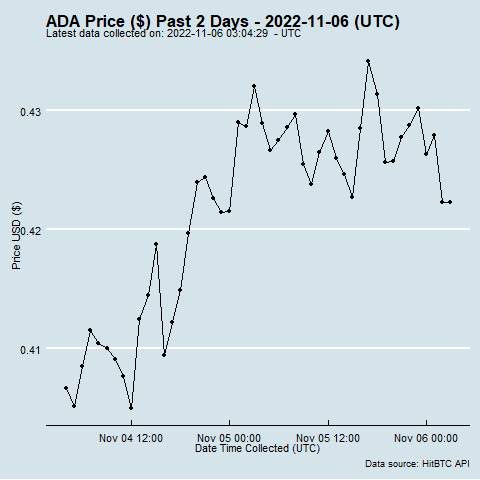 ADA Price ($) Past 2 Days - 2022-11-06 (UTC)
Latest data collected on: 2022-11-06 03:04:29 - UTC
Price USD ($)
0.43
0.42
0.41
Nov 04 12:00 Nov 05 00:00 Nov 05 12:00 Nov 06 00:00
Date Time Collected (UTC)
Data source: HitBTC API